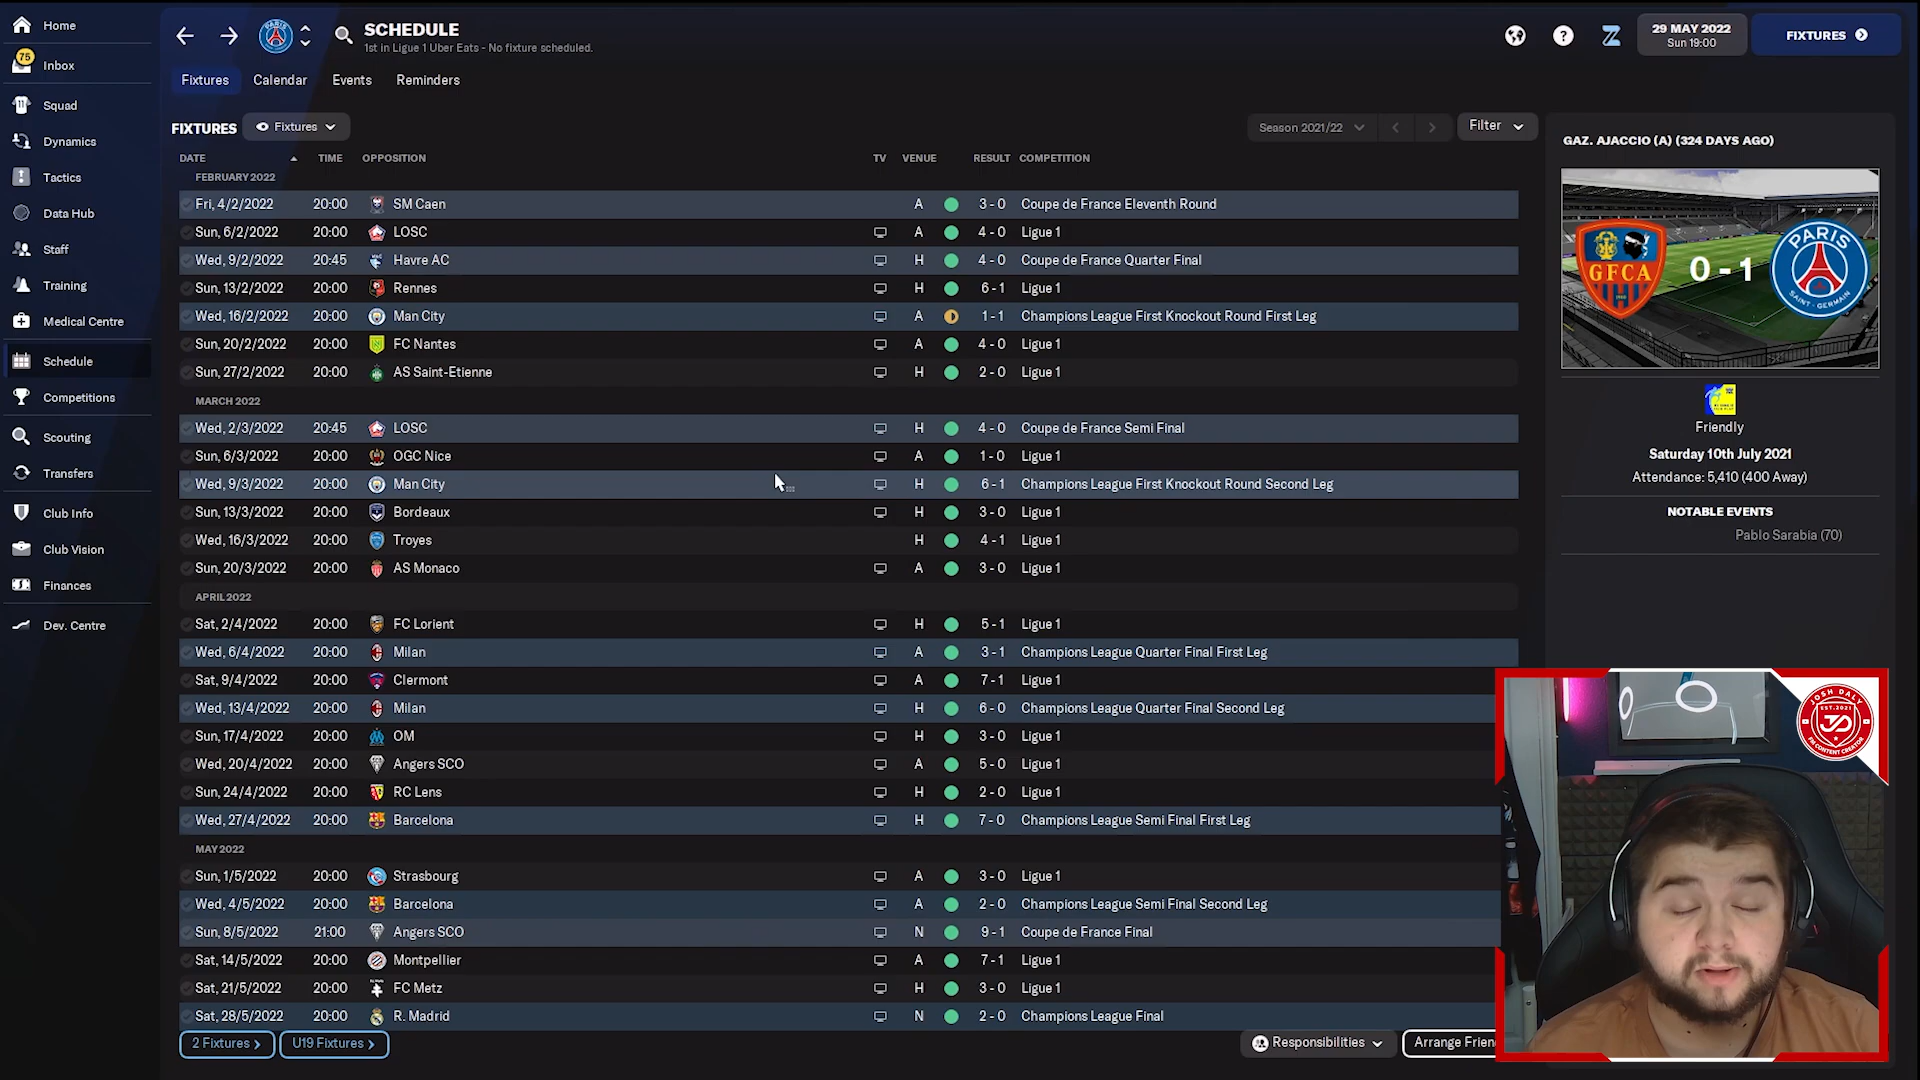 Home
75
Inbox
Squad
Dynamics
Tactics
Data Hub
Staff
Training
Medical Centre
Schedule
Competitions
Scouting
Transfers
Club Info
Club Vision
Finances
Dev. Centre
SCHEDULE
1st in Ligue 1 Uber Eats - No fixture scheduled.
29 MAY 2022
Sun 19:00
FIXTURES
Fixtures Calendar Events Reminders
FIXTURES Fixtures Season 2021/22 Filter
DATE TIME OPPOSITION TV VENUE RESULT COMPETITION
FEBRUARY 2022
Fri, 4/2/2022 20:00 SM Caen A 3 - 0 Coupe de France Eleventh Round
Sun, 6/2/2022 20:00 LOSC A 4 - 0 Ligue 1
Wed, 9/2/2022 20:45 Havre AC H 4 - 0 Coupe de France Quarter Final
Sun, 13/2/2022 20:00 Rennes H 6 - 1 Ligue 1
Wed, 16/2/2022 20:00 Man City A 1 - 1 Champions League First Knockout Round First Leg
Sun, 20/2/2022 20:00 FC Nantes A 4 - 0 Ligue 1
Sun, 27/2/2022 20:00 AS Saint-Etienne H 2 - 0 Ligue 1
MARCH 2022
Wed, 2/3/2022 20:45 LOSC H 4 - 0 Coupe de France Semi Final
Sun, 6/3/2022 20:00 OGC Nice A 1 - 0 Ligue 1
Wed, 9/3/2022 20:00 Man City H 6 - 1 Champions League First Knockout Round Second Leg
Sun, 13/3/2022 20:00 Bordeaux H 3 - 0 Ligue 1
Wed, 16/3/2022 20:00 Troyes H 4 - 1 Ligue 1
Sun, 20/3/2022 20:00 AS Monaco A 3 - 0 Ligue 1
APRIL 2022
Sat, 2/4/2022 20:00 FC Lorient H 5 - 1 Ligue 1
Wed, 6/4/2022 20:00 Milan A 3 - 1 Champions League Quarter Final First Leg
Sat, 9/4/2022 20:00 Clermont A 7 - 1 Ligue 1
Wed, 13/4/2022 20:00 Milan H 6 - 0 Champions League Quarter Final Second Leg
Sun, 17/4/2022 20:00 OM H 3 - 0 Ligue 1
Wed, 20/4/2022 20:00 Angers SCO A 5 - 0 Ligue 1
Sun, 24/4/2022 20:00 RC Lens H 2 - 0 Ligue 1
Wed, 27/4/2022 20:00 Barcelona H 7 - 0 Champions League Semi Final First Leg
MAY 2022
Sun, 1/5/2022 20:00 Strasbourg A 3 - 0 Ligue 1
Wed, 4/5/2022 20:00 Barcelona A 2 - 0 Champions League Semi Final Second Leg
Sun, 8/5/2022 21:00 Angers SCO N 9 - 1 Coupe de France Final
Sat, 14/5/2022 20:00 Montpellier A 7 - 1 Ligue 1
Sat, 21/5/2022 20:00 FC Metz H 3 - 0 Ligue 1
Sat, 28/5/2022 20:00 R. Madrid N 2 - 0 Champions League Final
2 Fixtures U19 Fixtures Responsibilities Arrange Frien
GAZ. AJACCIO (A) (324 DAYS AGO)
GFCA 0 - 1 PARIS SAINT-GERMAIN
Friendly
Saturday 10th July 2021
Attendance: 5,410 (400 Away)
NOTABLE EVENTS
Pablo Sarabia (70)
JOSH DALY
EST.2021
JD
FM CONTENT CREATOR